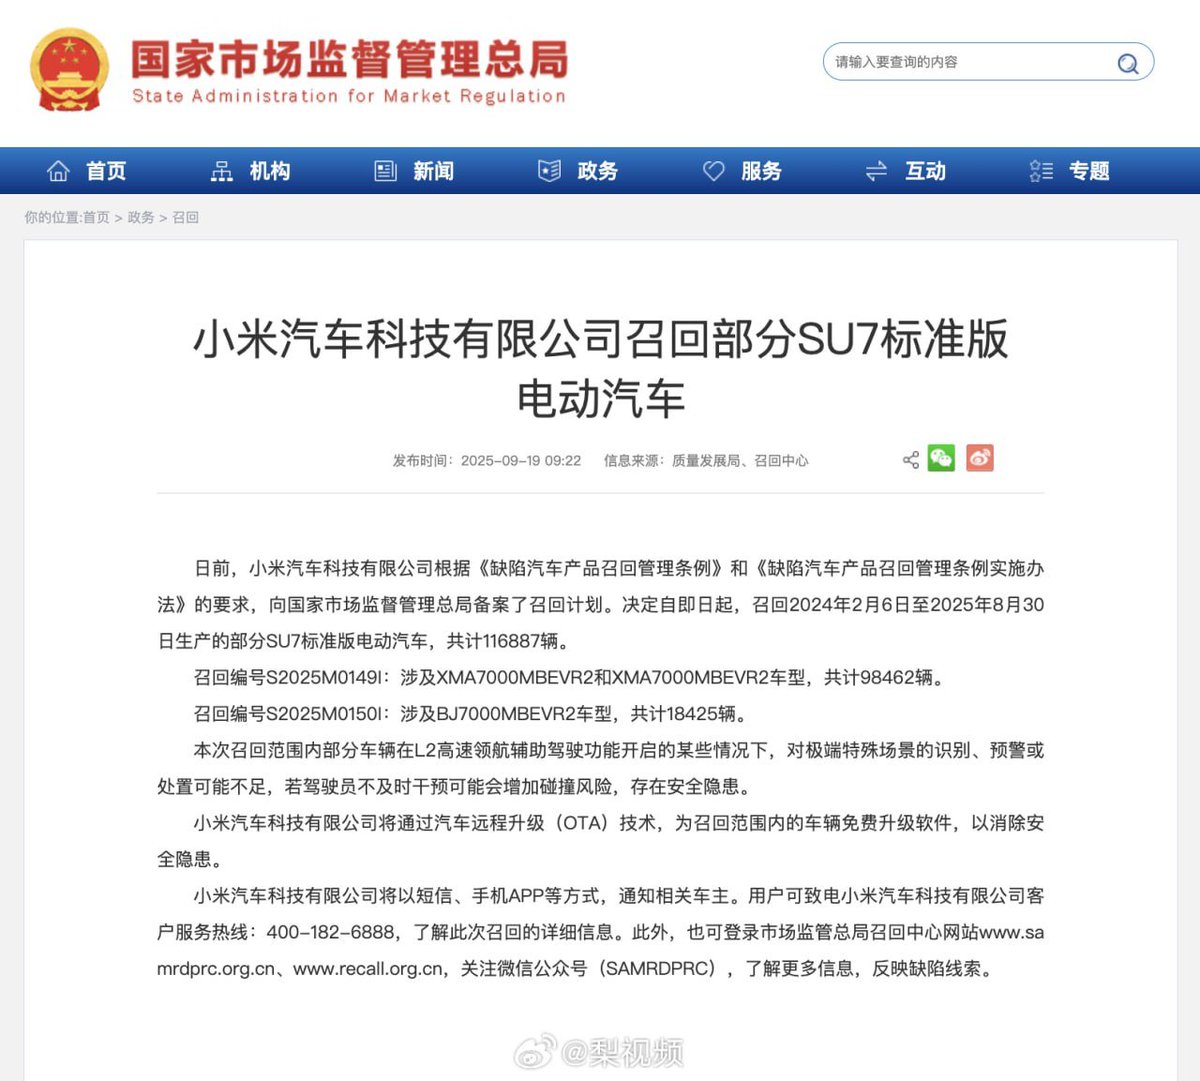 国家市场监督管理总局
State Administration for Market Regulation
请输入要查询的内容
首页 机构 新闻 政务 服务 互动 专题
你的位置:首页 > 政务 > 召回
小米汽车科技有限公司召回部分SU7标准版
电动汽车
发布时间：2025-09-19 09:22 信息来源：质量发展局、召回中心
日前，小米汽车科技有限公司根据《缺陷汽车产品召回管理条例》和《缺陷汽车产品召回管理条例实施办
法》的要求，向国家市场监督管理总局备案了召回计划。决定自即日起，召回2024年2月6日至2025年8月30
日生产的部分SU7标准版电动汽车，共计116887辆。
召回编号S2025M0149I：涉及XMA7000MBEVR2和XMA7000MBEVR2车型，共计98462辆。
召回编号S2025M0150I：涉及BJ7000MBEVR2车型，共计18425辆。
本次召回范围内部分车辆在L2高速领航辅助驾驶功能开启的某些情况下，对极端特殊场景的识别、预警或
处置可能不足，若驾驶员不及时干预可能会增加碰撞风险，存在安全隐患。
小米汽车科技有限公司将通过汽车远程升级（OTA）技术，为召回范围内的车辆免费升级软件，以消除安
全隐患。
小米汽车科技有限公司将以短信、手机APP等方式，通知相关车主。用户可致电小米汽车科技有限公司客
户服务热线：400-182-6888，了解此次召回的详细信息。此外，也可登录市场监管总局召回中心网站www.sa
mrdprc.org.cn、www.recall.org.cn，关注微信公众号（SAMRDPRC），了解更多信息，反映缺陷线索。
@梨视频